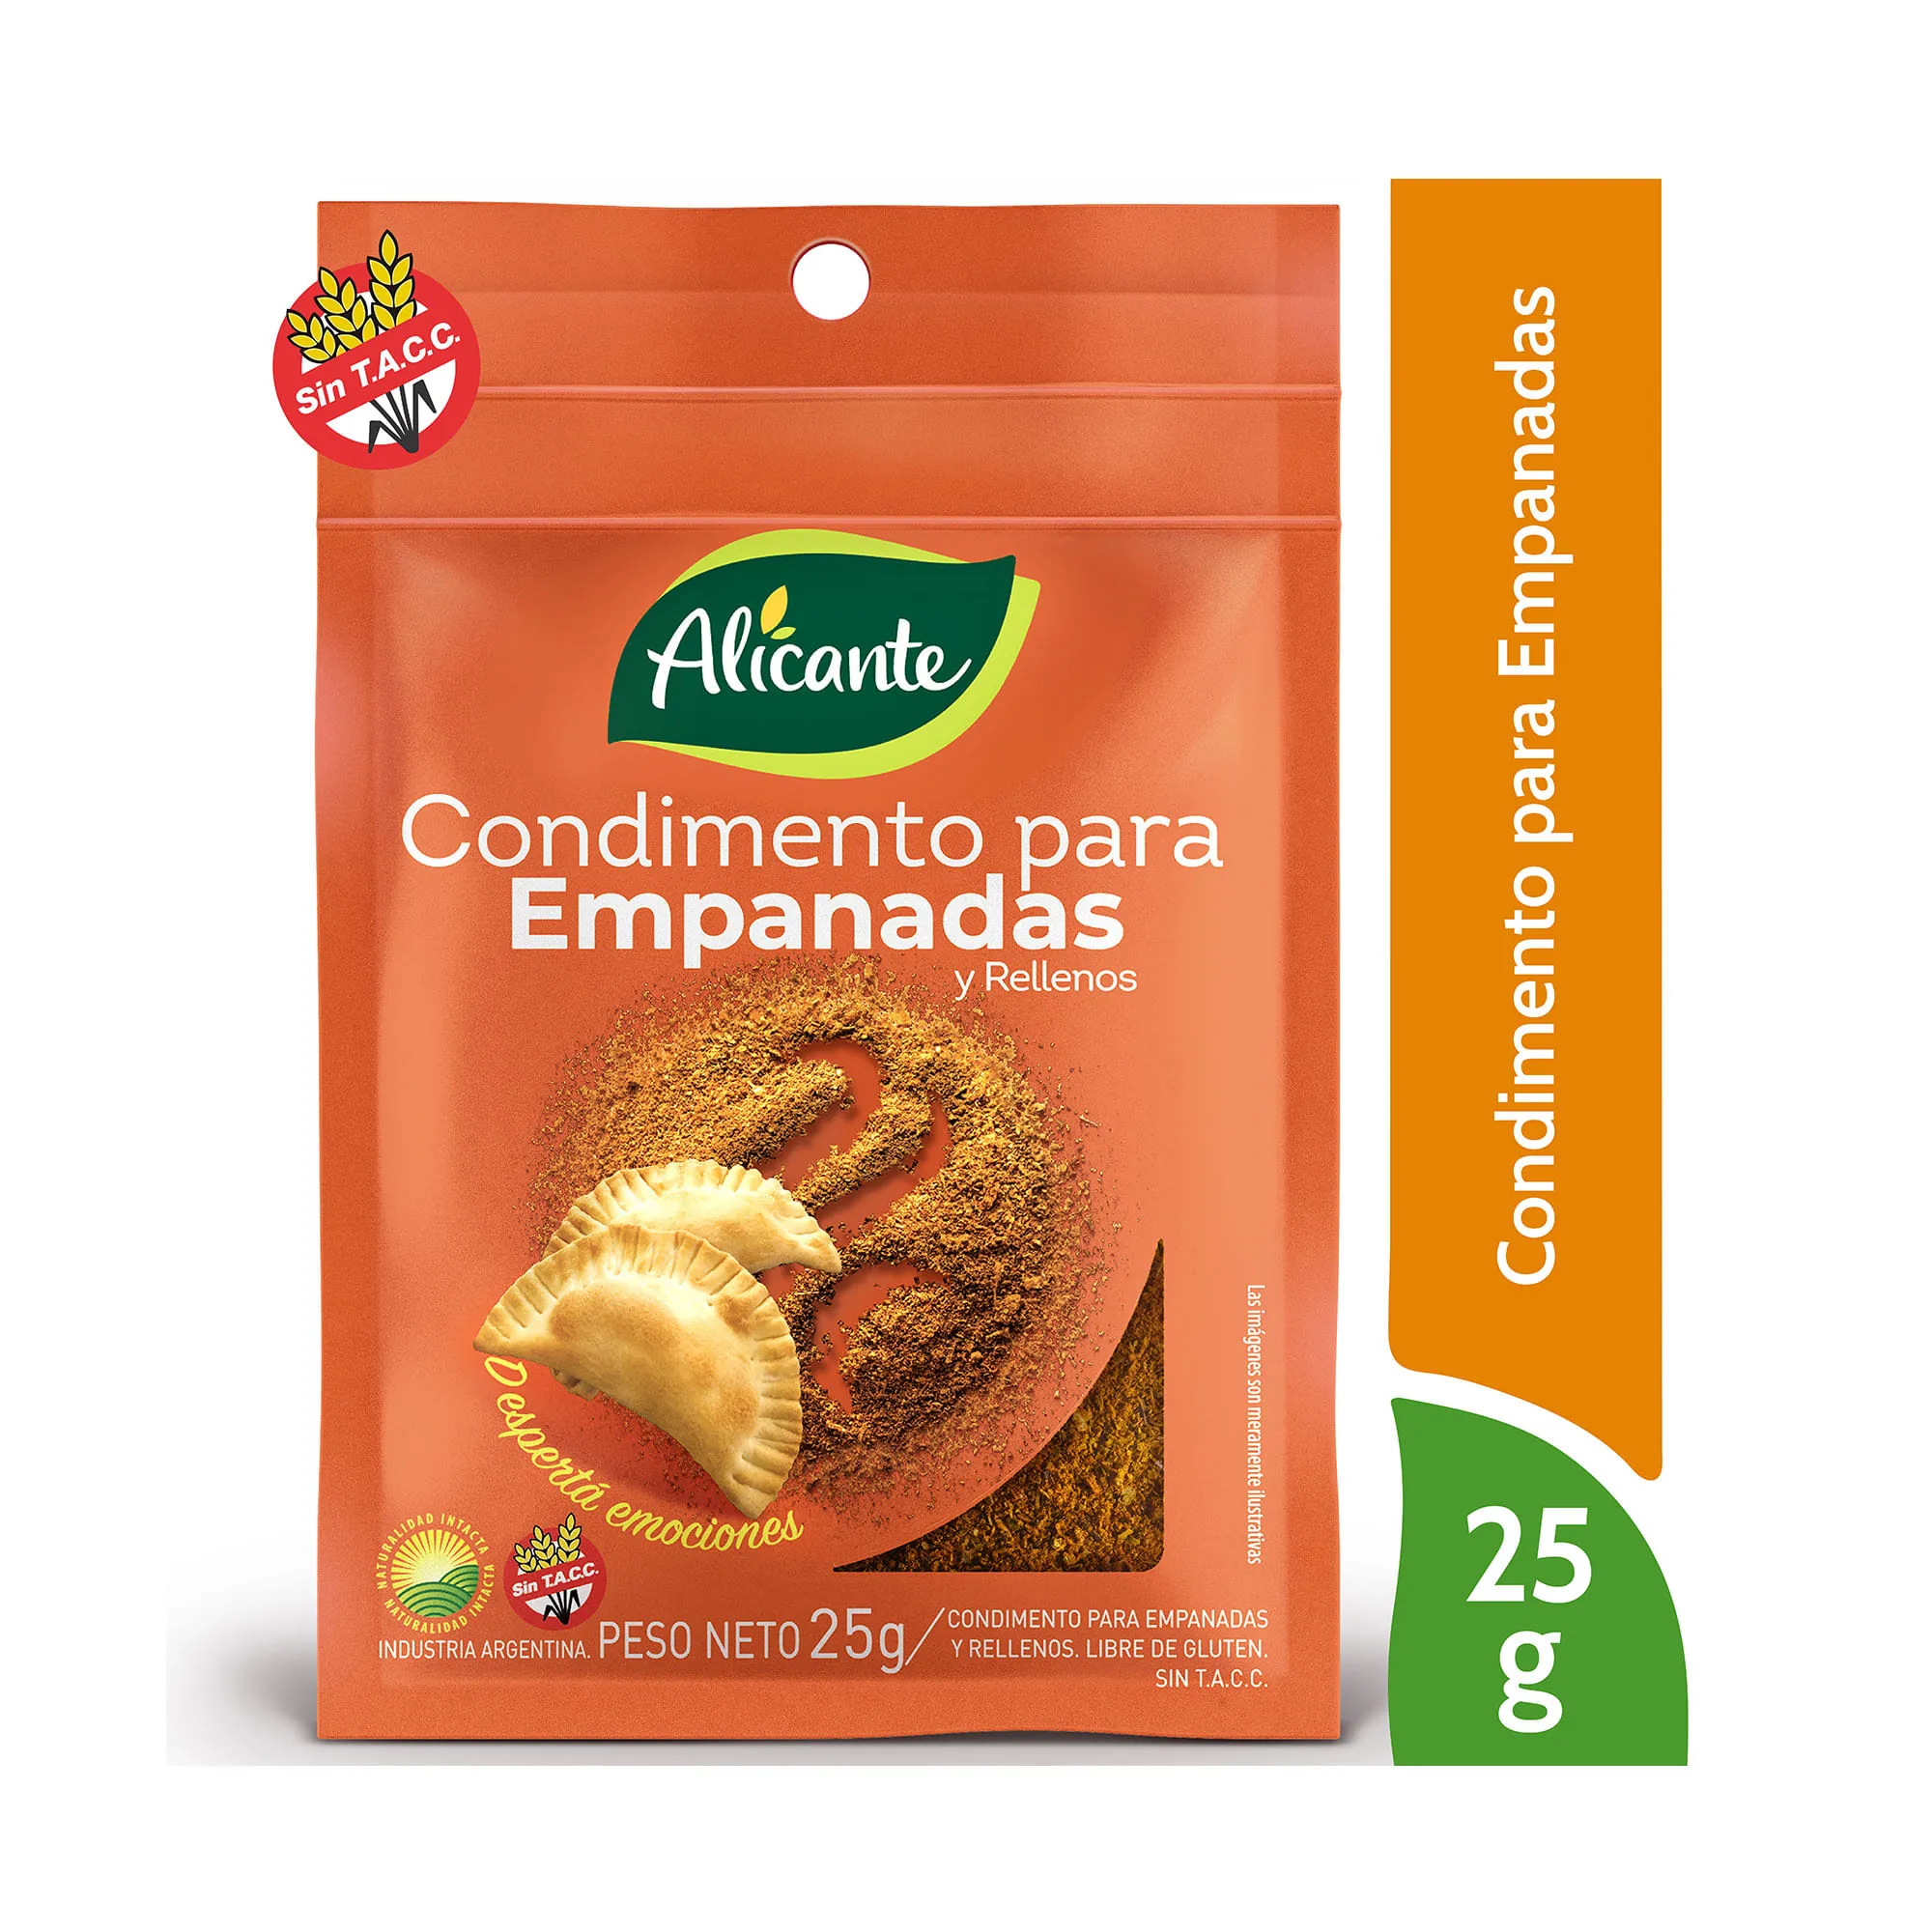 Sin T.A.C.C.
Alicante
Condimento para
Empanadas
y Rellenos
Despertá emociones
Las imágenes son meramente ilustrativas
NATURALIDAD INTACTA
NATURALIDAD INTACTA
Sin T.A.C.C.
INDUSTRIA ARGENTINA. PESO NETO 25g
CONDIMENTO PARA EMPANADAS
Y RELLENOS. LIBRE DE GLUTEN.
SIN T.A.C.C.
Condimento para Empanadas
25
g